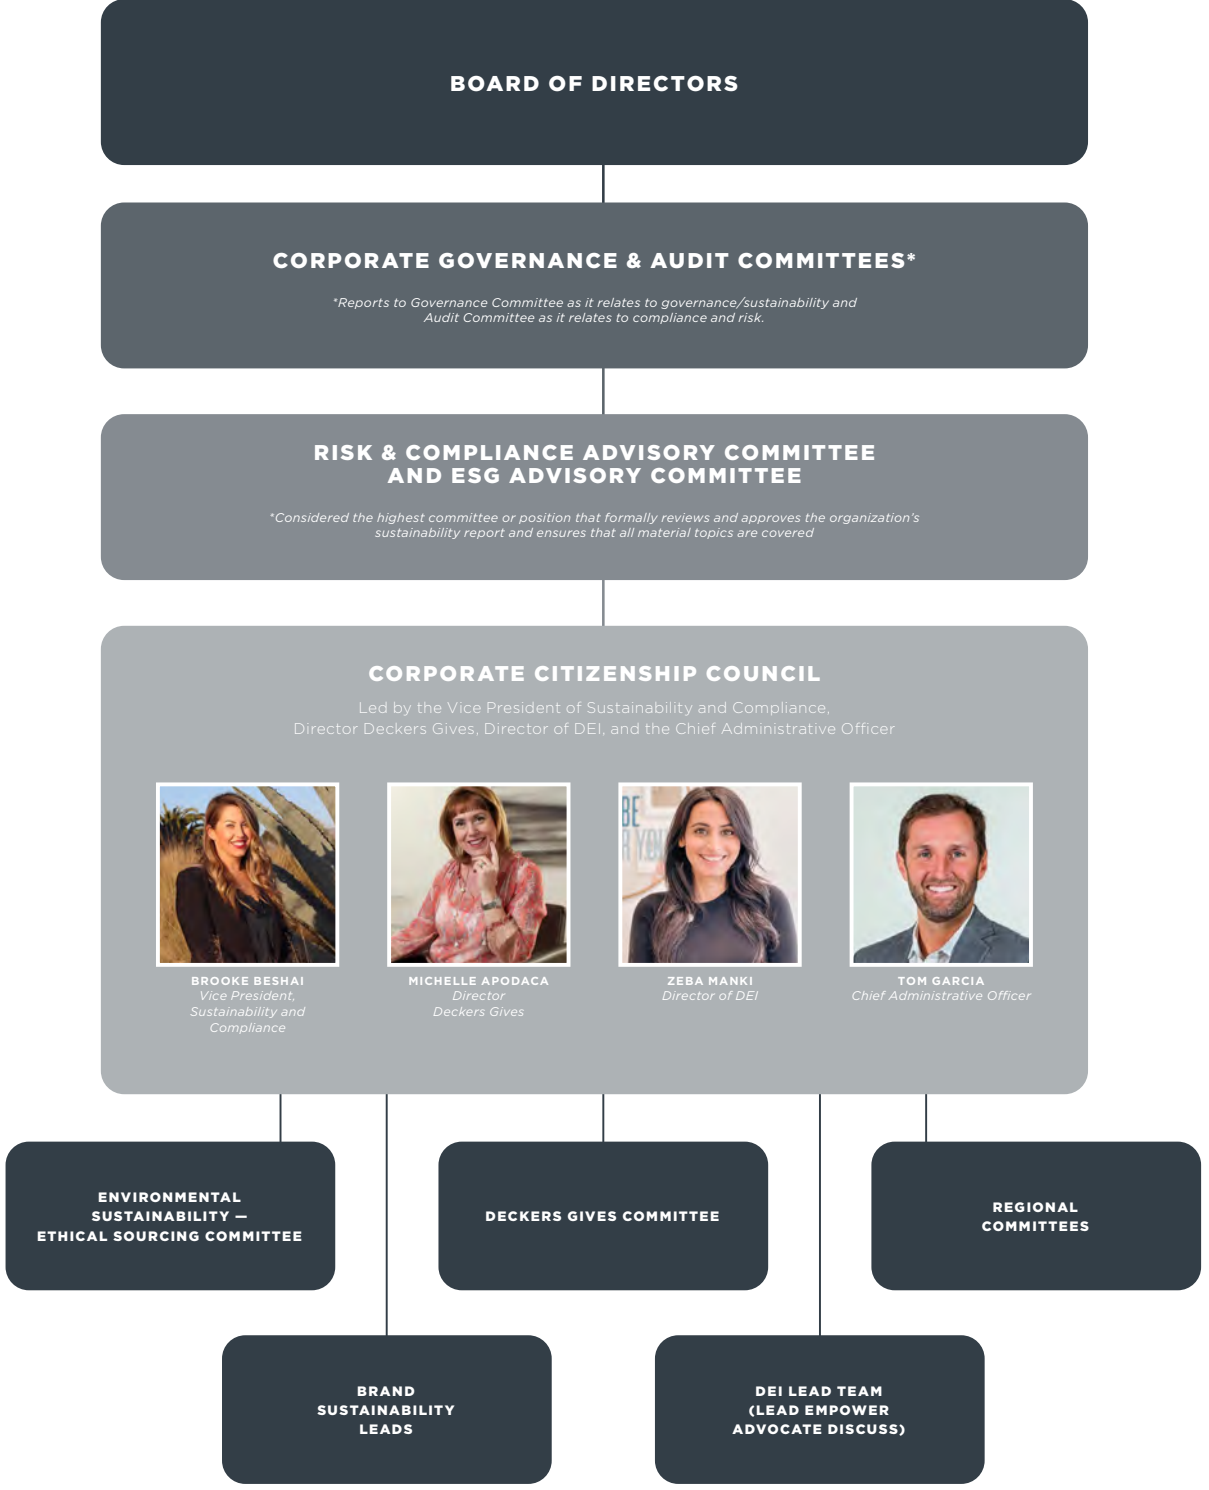 BOARD OF DIRECTORS
CORPORATE GOVERNANCE & AUDIT COMMITTEES*
*Reports to Governance Committee as it relates to governance/sustainability and
Audit Committee as it relates to compliance and risk.
RISK & COMPLIANCE ADVISORY COMMITTEE
AND ESG ADVISORY COMMITTEE
*Considered the highest committee or position that formally reviews and approves the organization's
sustainability report and ensures that all material topics are covered
CORPORATE CITIZENSHIP COUNCIL
Led by the Vice President of Sustainability and Compliance,
Director Deckers Gives, Director of DEI, and the Chief Administrative Officer
BROOKE BESHAI
Vice President,
Sustainability and
Compliance
MICHELLE APODACA
Director
Deckers Gives
BE
R YOU
ZEBA MANKI
Director of DEI
TOM GARCIA
Chief Administrative Officer
ENVIRONMENTAL
SUSTAINABILITY —
ETHICAL SOURCING COMMITTEE
DECKERS GIVES COMMITTEE
REGIONAL
COMMITTEES
BRAND
SUSTAINABILITY
LEADS
DEI LEAD TEAM
(LEAD EMPOWER
ADVOCATE DISCUSS)